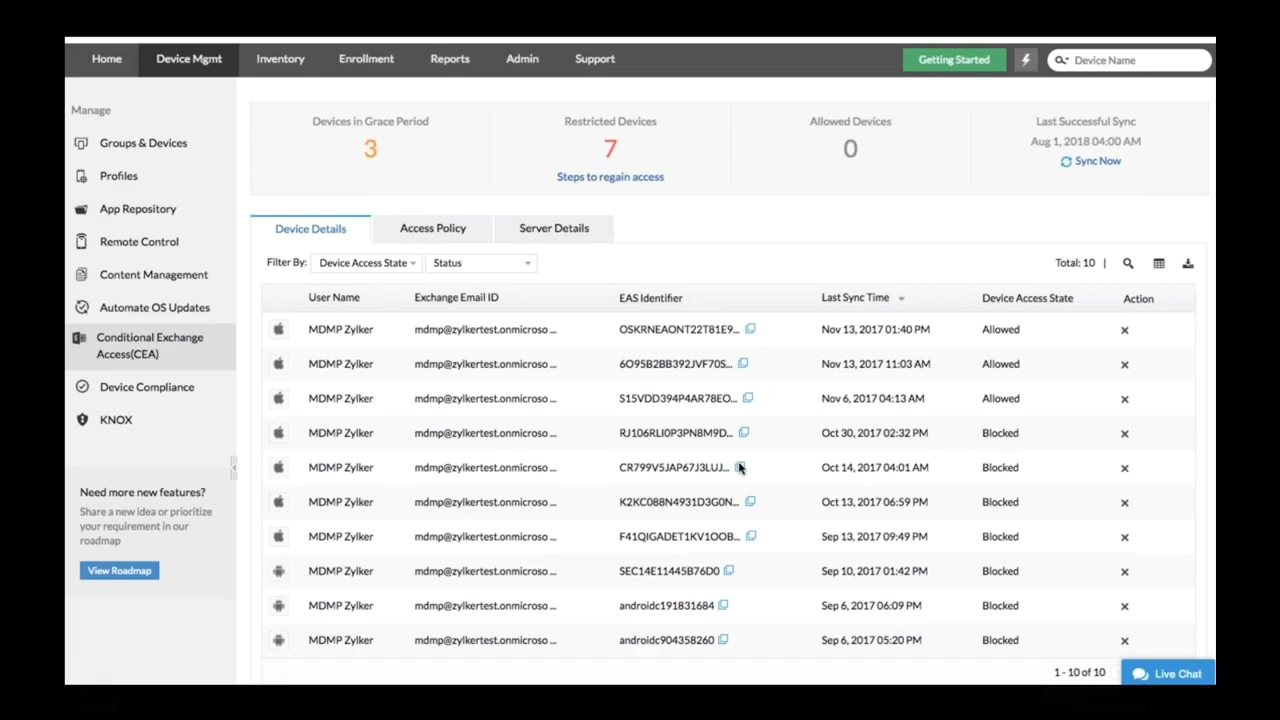 Home Device Mgmt Inventory Enrollment Reports Admin Support Getting Started Device Name
Manage
Groups & Devices
Profiles
App Repository
Remote Control
Content Management
Automate OS Updates
Conditional Exchange
Access(CEA)
Device Compliance
KNOX
Need more new features?
Share a new idea or prioritize
your requirement in our
roadmap
View Roadmap
Devices in Grace Period
3
Restricted Devices
7
Steps to regain access
Allowed Devices
0
Last Successful Sync
Aug 1, 2018 04:00 AM
Sync Now
Device Details Access Policy Server Details
Filter By: Device Access State Status Total: 10 |
User Name Exchange Email ID EAS Identifier Last Sync Time Device Access State Action
MDMP Zylker mdmp@zylkertest.onmicroso ... OSKRNEAONT22T81E9... Nov 13, 2017 01:40 PM Allowed
MDMP Zylker mdmp@zylkertest.onmicroso ... 6O95B2BB392JVF70S... Nov 13, 2017 11:03 AM Allowed
MDMP Zylker mdmp@zylkertest.onmicroso ... S15VDD394P4AR78EO... Nov 6, 2017 04:13 AM Allowed
MDMP Zylker mdmp@zylkertest.onmicroso ... RJ106RLI0P3PN8M9D... Oct 30, 2017 02:32 PM Blocked
MDMP Zylker mdmp@zylkertest.onmicroso ... CR799V5JAP67J3LUJ... Oct 14, 2017 04:01 AM Blocked
MDMP Zylker mdmp@zylkertest.onmicroso ... K2KC088N4931D3G0N... Oct 13, 2017 06:59 PM Blocked
MDMP Zylker mdmp@zylkertest.onmicroso ... F41QIGADET1KV1OOB... Sep 13, 2017 09:49 PM Blocked
MDMP Zylker mdmp@zylkertest.onmicroso ... SEC14E11445B76D0 Sep 10, 2017 01:42 PM Blocked
MDMP Zylker mdmp@zylkertest.onmicroso ... androidc191831684 Sep 6, 2017 06:09 PM Blocked
MDMP Zylker mdmp@zylkertest.onmicroso ... androidc904358260 Sep 6, 2017 05:20 PM Blocked
1 - 10 of 10
Live Chat